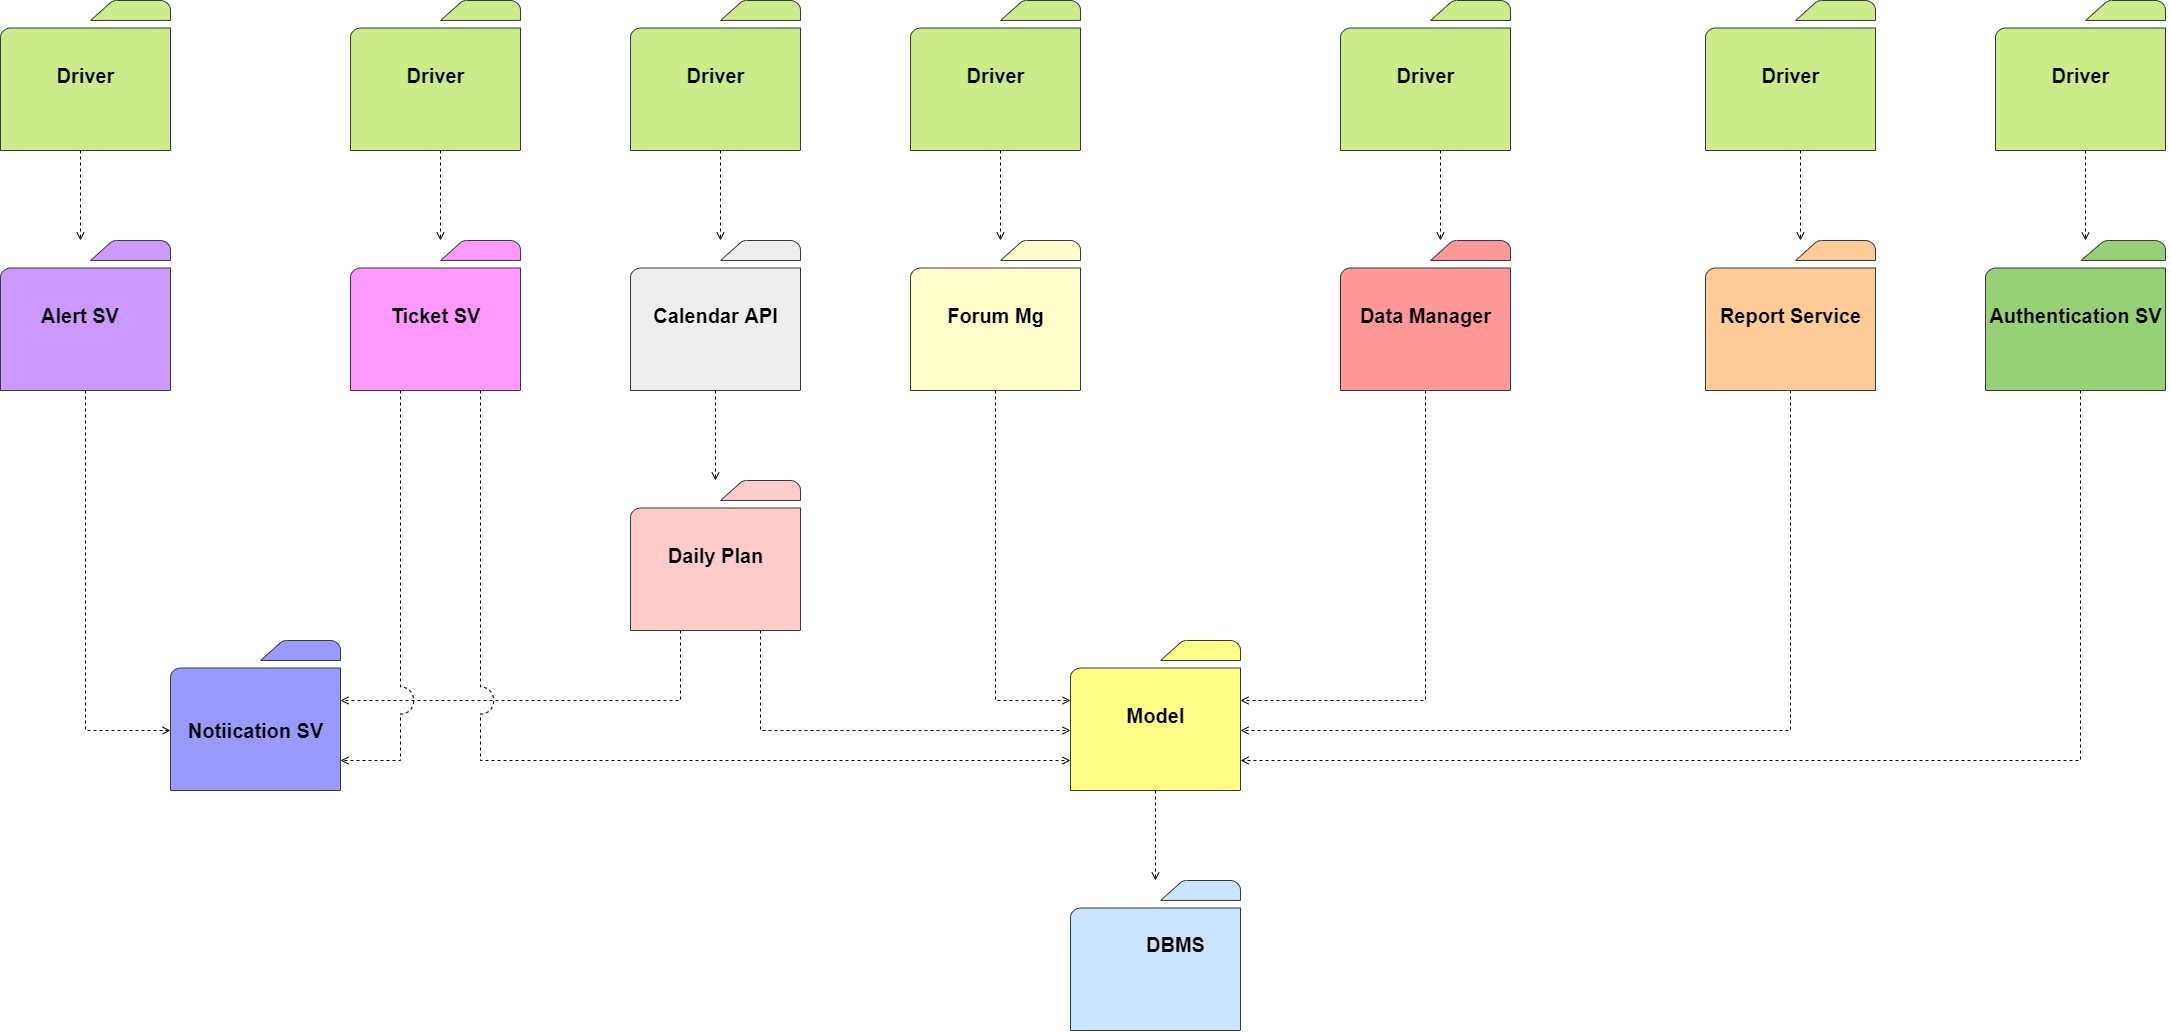 Driver
Driver
Driver
Driver
Driver
Driver
Driver
Alert SV
Ticket SV
Calendar API
Forum Mg
Data Manager
Report Service
Authentication SV
Daily Plan
Notiication SV
Model
DBMS